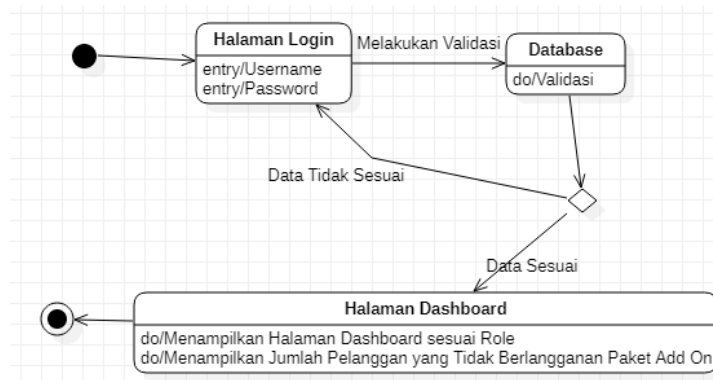 Halaman Login
entry/Username
entry/Password
Melakukan Validasi
Database
do/Validasi
Data Tidak Sesuai
Data Sesuai
Halaman Dashboard
do/Menampilkan Halaman Dashboard sesuai Role
do/Menampilkan Jumlah Pelanggan yang Tidak Berlangganan Paket Add On